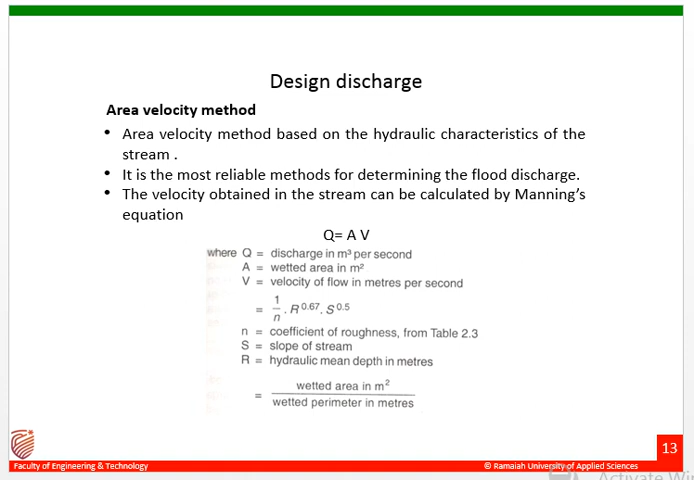 Design discharge
Area velocity method
• Area velocity method based on the hydraulic characteristics of the
stream .
• It is the most reliable methods for determining the flood discharge.
• The velocity obtained in the stream can be calculated by Manning's
equation
Q= A V
where Q = discharge in m³ per second
A = wetted area in m²
V = velocity of flow in metres per second
= 1/n . R^0.67 . S^0.5
n = coefficient of roughness, from Table 2.3
S = slope of stream
R = hydraulic mean depth in metres
= wetted area in m² / wetted perimeter in metres
13
Faculty of Engineering & Technology
© Ramaiah University of Applied Sciences
Activate Win